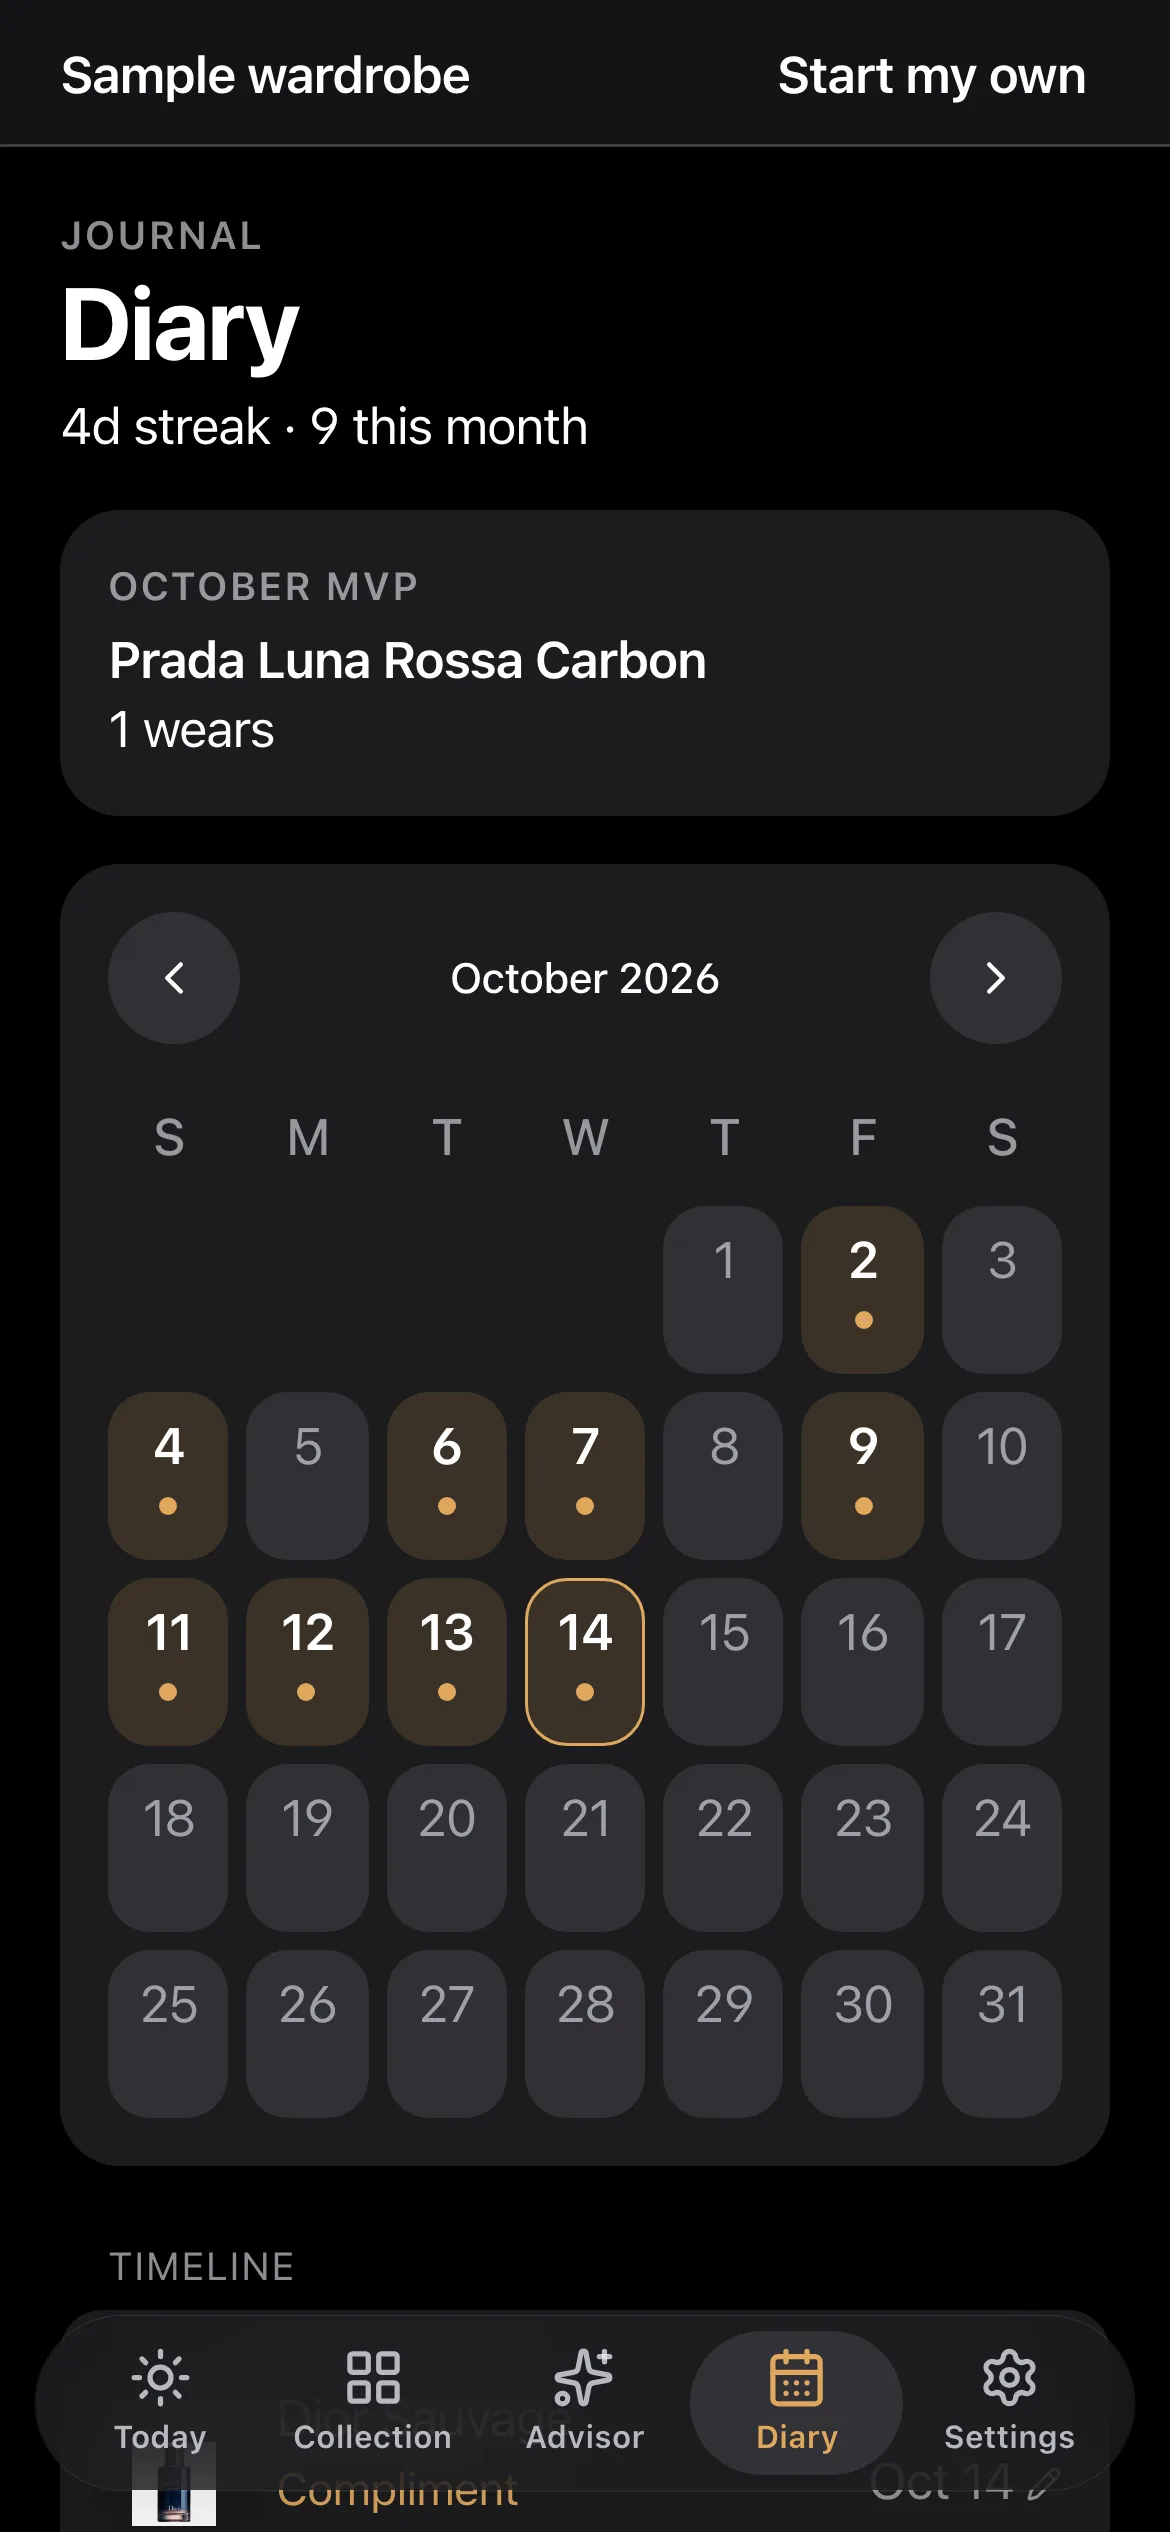 Sample wardrobe
Start my own
JOURNAL
Diary
4d streak · 9 this month
OCTOBER MVP
Prada Luna Rossa Carbon
1 wears
October 2026
S M T W T F S
1 2 3
4 5 6 7 8 9 10
11 12 13 14 15 16 17
18 19 20 21 22 23 24
25 26 27 28 29 30 31
TIMELINE
Dior Sauvage
Today Collection Advisor Diary Settings
Compliment
Oct 14